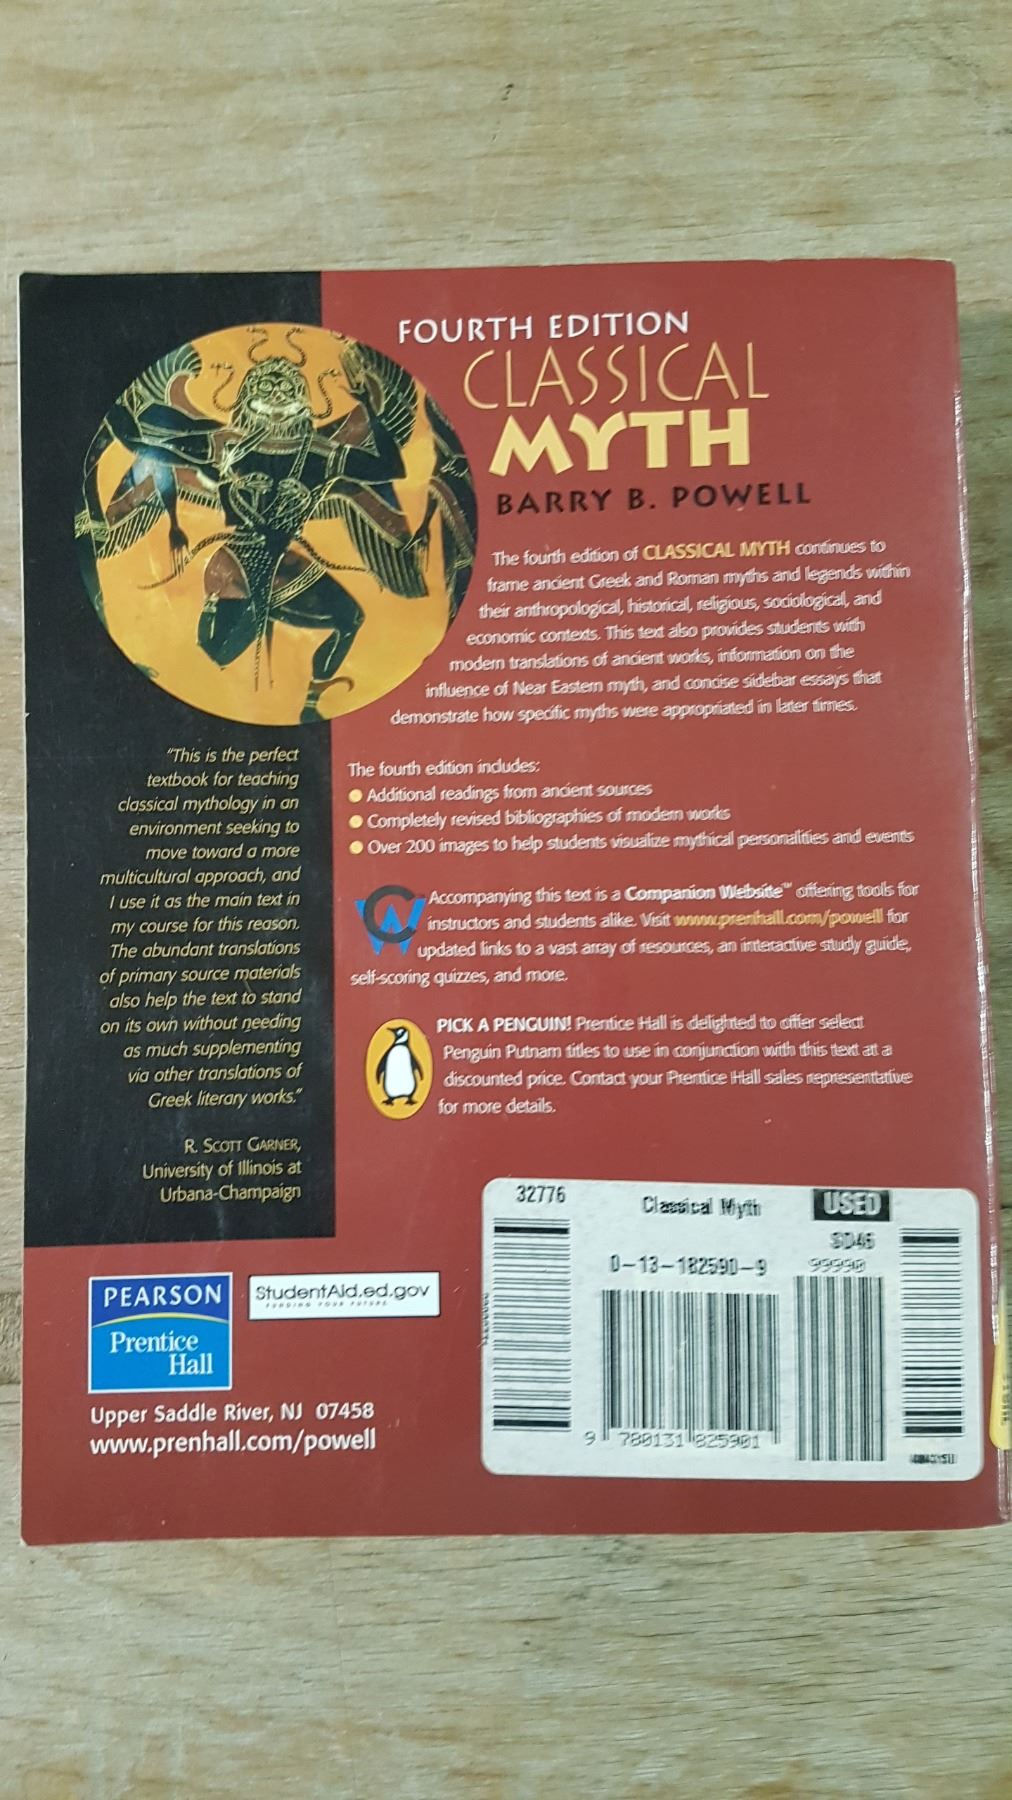 FOURTH EDITION
CLASSICAL
MYTH
BARRY B. POWELL
The fourth edition of CLASSICAL MYTH continues to
frame ancient Greek and Roman myths and legends within
their anthropological, historical, religious, sociological, and
economic contexts. This text also provides students with
modern translations of ancient works, information on the
influence of Near Eastern myth, and concise sidebar essays that
demonstrate how specific myths were appropriated in later times.
"This is the perfect
textbook for teaching
classical mythology in an
environment seeking to
move toward a more
multicultural approach, and
I use it as the main text in
my course for this reason.
The abundant translations
of primary source materials
also help the text to stand
on its own without needing
as much supplementing
via other translations of
Greek literary works."
R. SCOTT GARNER,
University of Illinois at
Urbana-Champaign
The fourth edition includes:
Additional readings from ancient sources
Completely revised bibliographies of modern works
Over 200 images to help students visualize mythical personalities and events
CW Accompanying this text is a Companion Website™ offering tools for
instructors and students alike. Visit www.prenhall.com/powell for
updated links to a vast array of resources, an interactive study guide,
self-scoring quizzes, and more.
PICK A PENGUIN! Prentice Hall is delighted to offer select
Penguin Putnam titles to use in conjunction with this text at a
discounted price. Contact your Prentice Hall sales representative
for more details.
32776
Classical Myth
USED
SD46
0-13-182590-9
99990
9 780131 825901
PEARSON
Prentice
Hall
StudentAid.ed.gov
FUNDING YOUR FUTURE
Upper Saddle River, NJ 07458
www.prenhall.com/powell